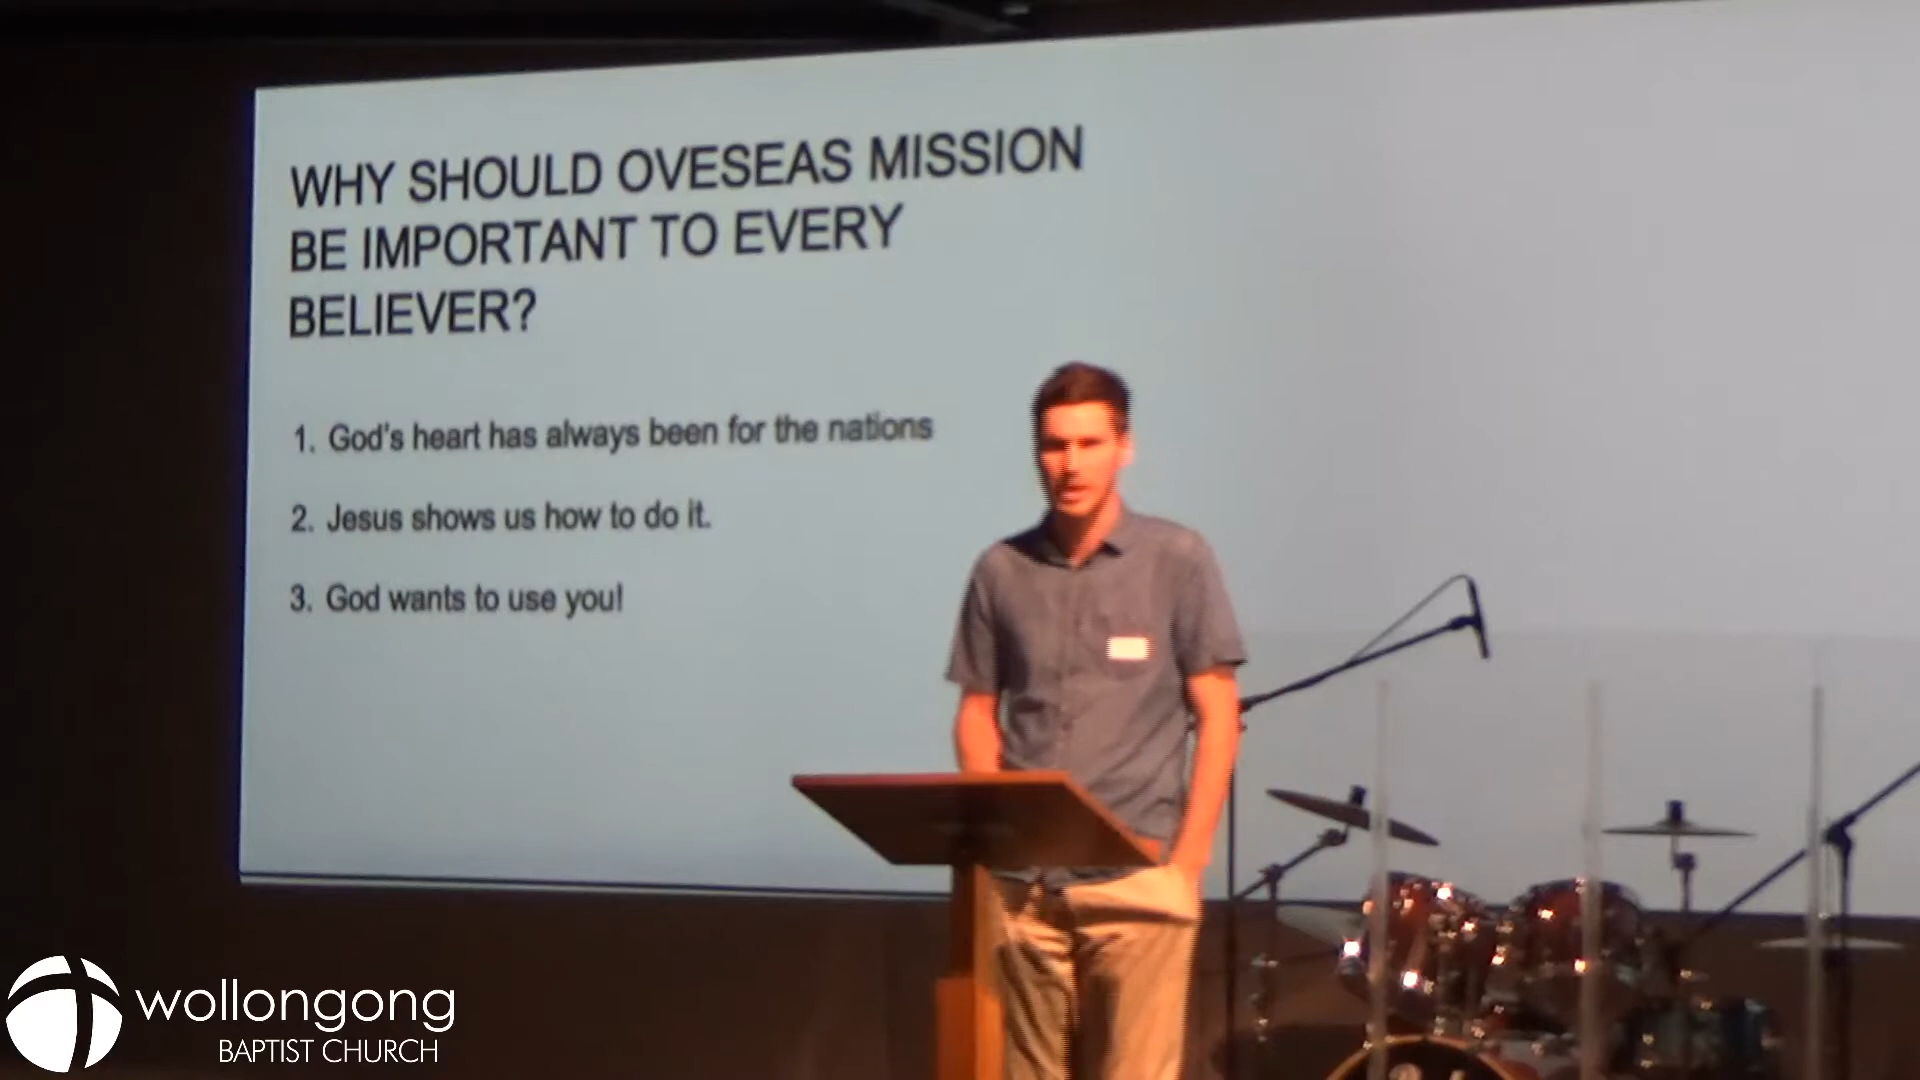 WHY SHOULD OVESEAS MISSION
BE IMPORTANT TO EVERY
BELIEVER?
1. God's heart has always been for the nations
2. Jesus shows us how to do it.
3. God wants to use you!
wollongong
BAPTIST CHURCH